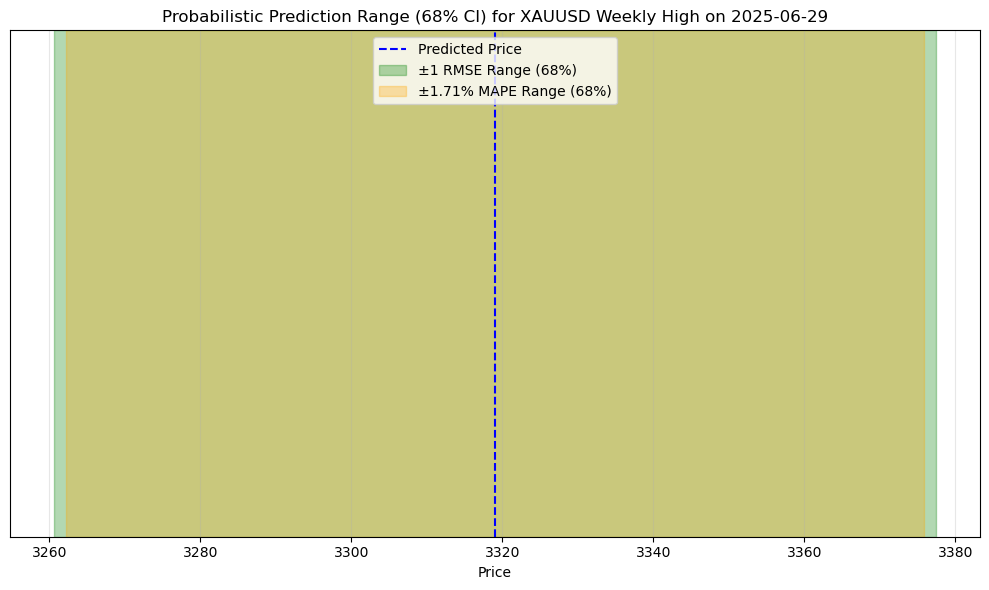 Probabilistic Prediction Range (68% CI) for XAUUSD Weekly High on 2025-06-29
Predicted Price
±1 RMSE Range (68%)
±1.71% MAPE Range (68%)
3260 3280 3300 3320 3340 3360 3380
Price